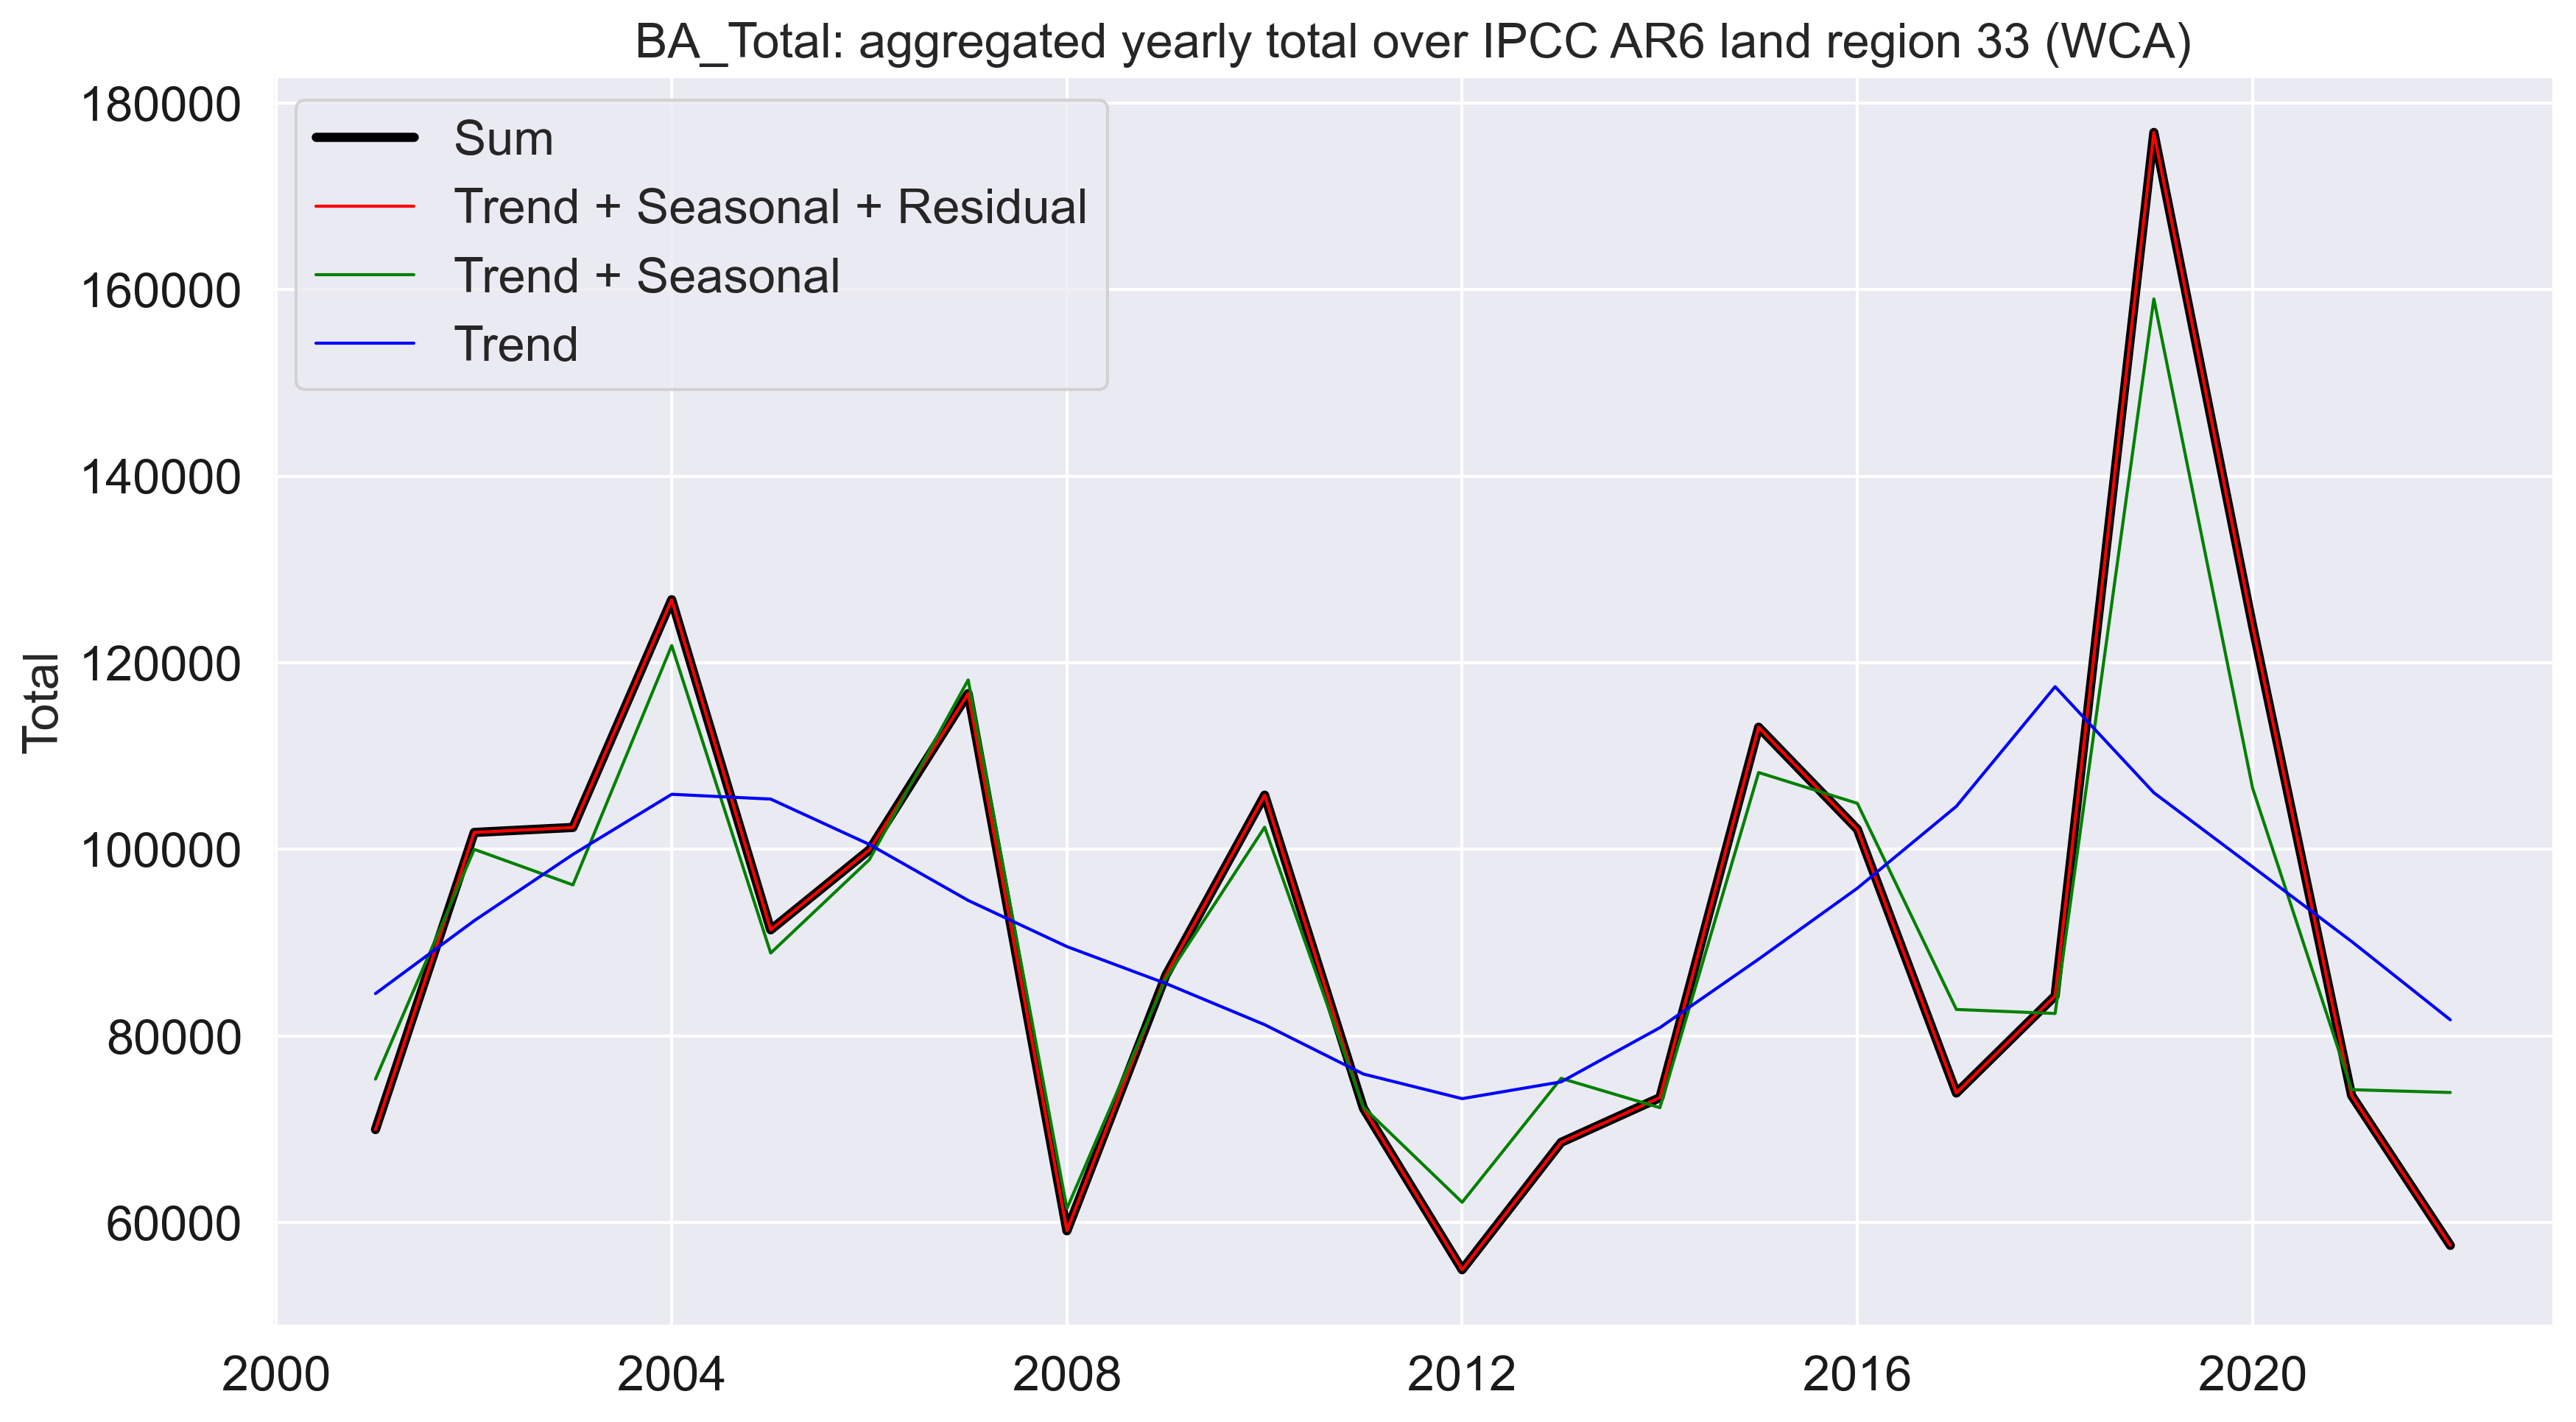 BA_Total: aggregated yearly total over IPCC AR6 land region 33 (WCA)
180000
160000
140000
120000
100000
80000
60000
Total
Sum
Trend + Seasonal + Residual
Trend + Seasonal
Trend
2000
2004
2008
2012
2016
2020